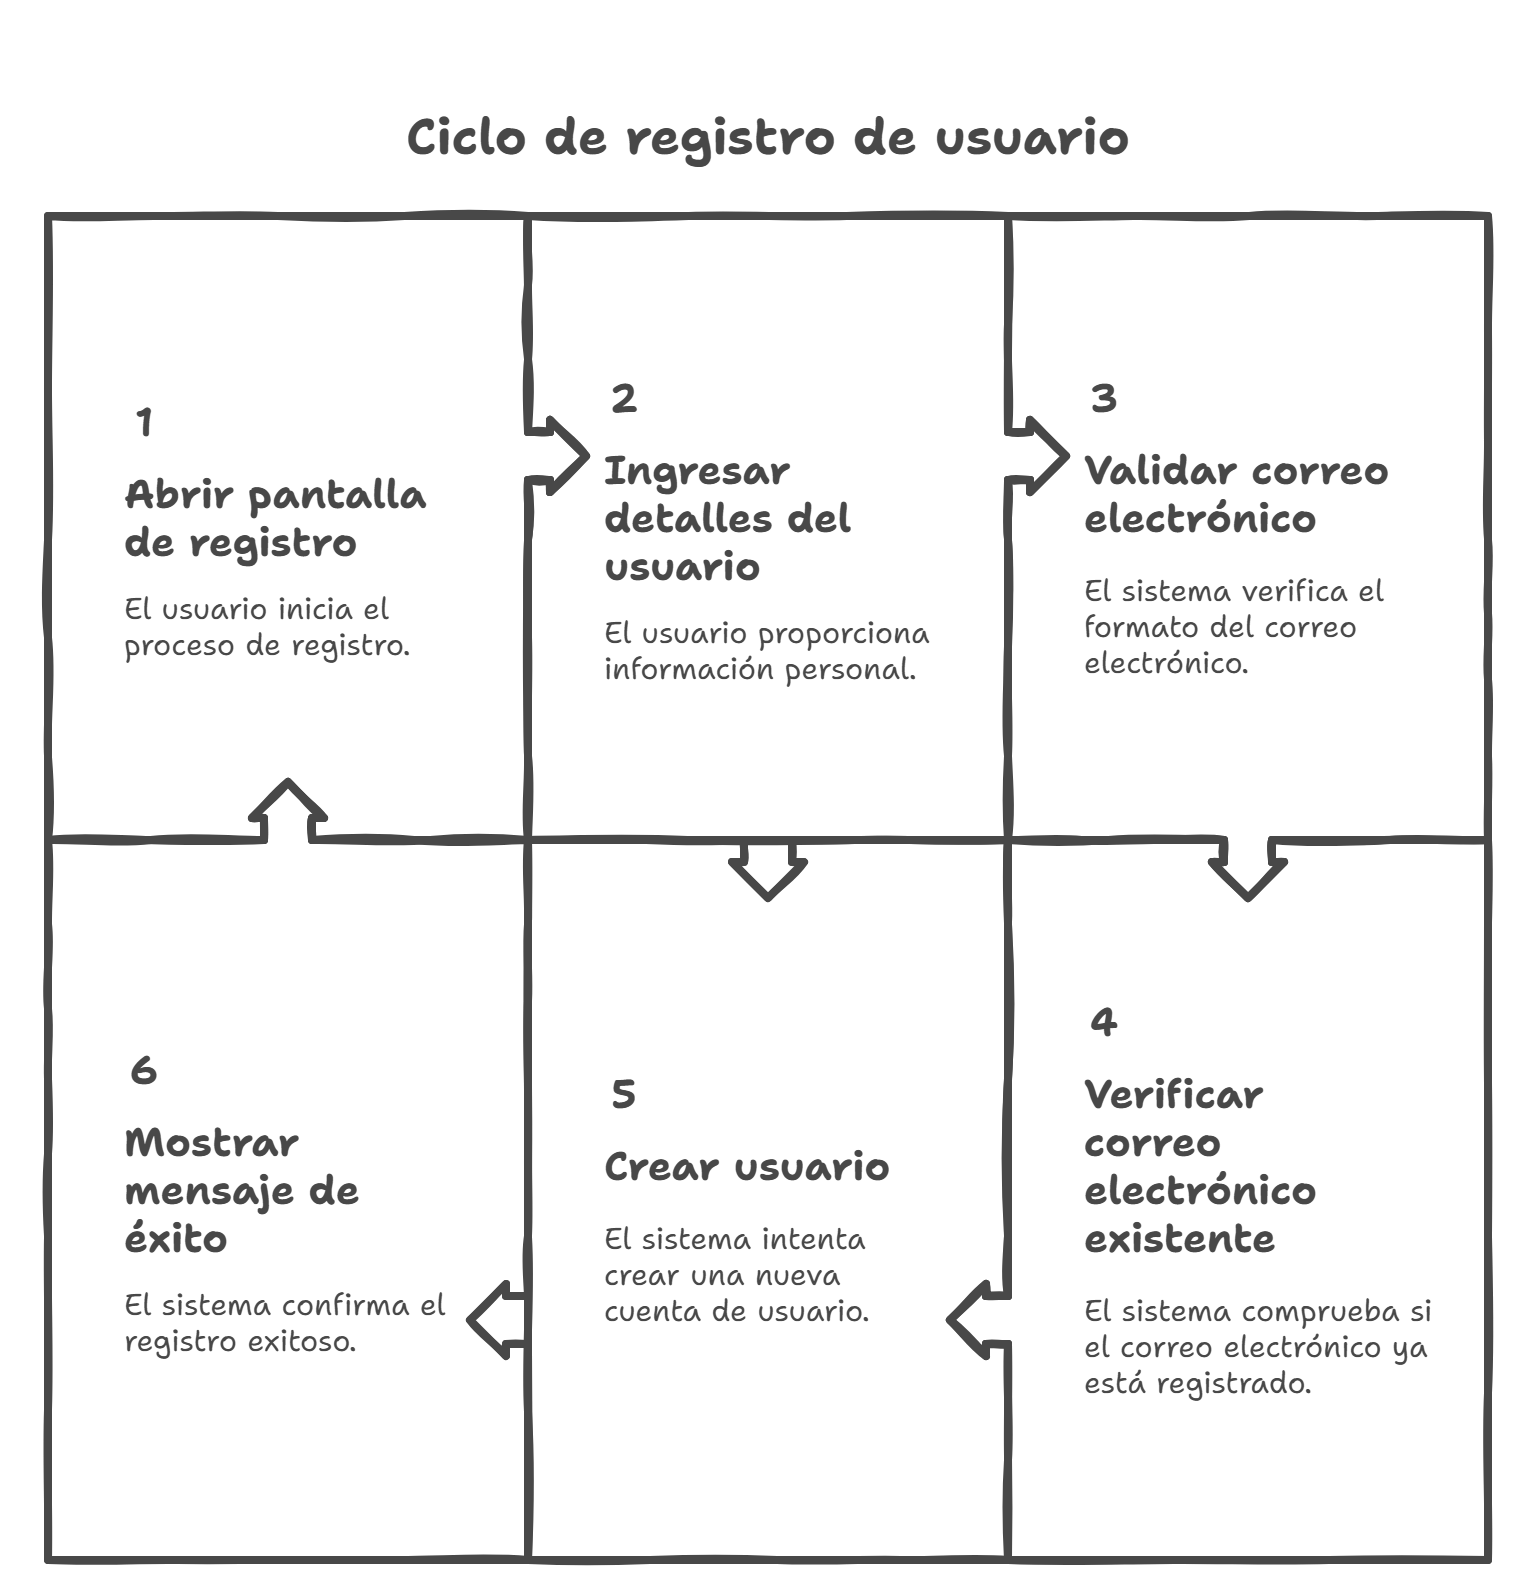 Ciclo de registro de usuario
1
Abrir pantalla
de registro
El usuario inicia el
proceso de registro.
2
Ingresar
detalles del
usuario
El usuario proporciona
información personal.
3
Validar correo
electrónico
El sistema verifica el
formato del correo
electrónico.
4
Verificar
correo
electrónico
existente
El sistema comprueba si
el correo electrónico ya
está registrado.
5
Crear usuario
El sistema intenta
crear una nueva
cuenta de usuario.
6
Mostrar
mensaje de
éxito
El sistema confirma el
registro exitoso.